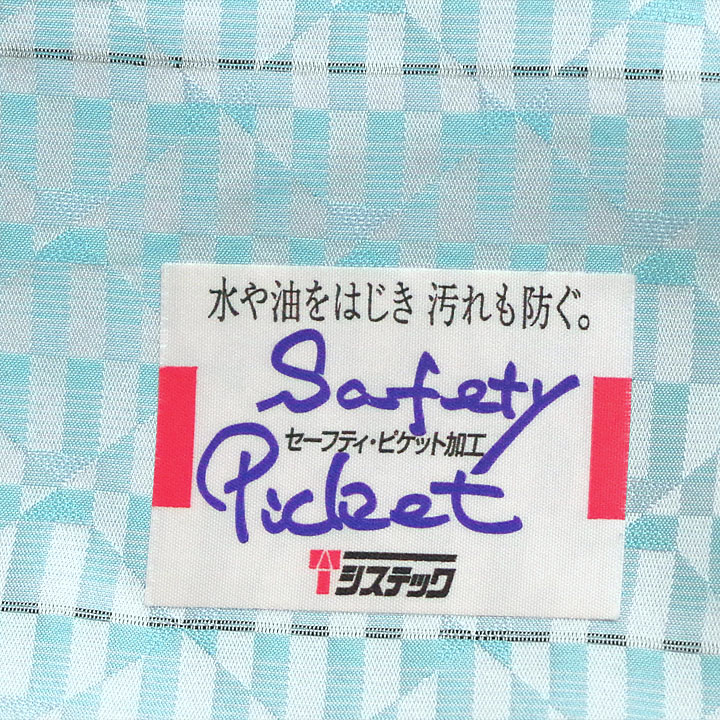 水や油をはじき 汚れも防ぐ。
Safety
セーフティ・ピケット加工
Picket
システック